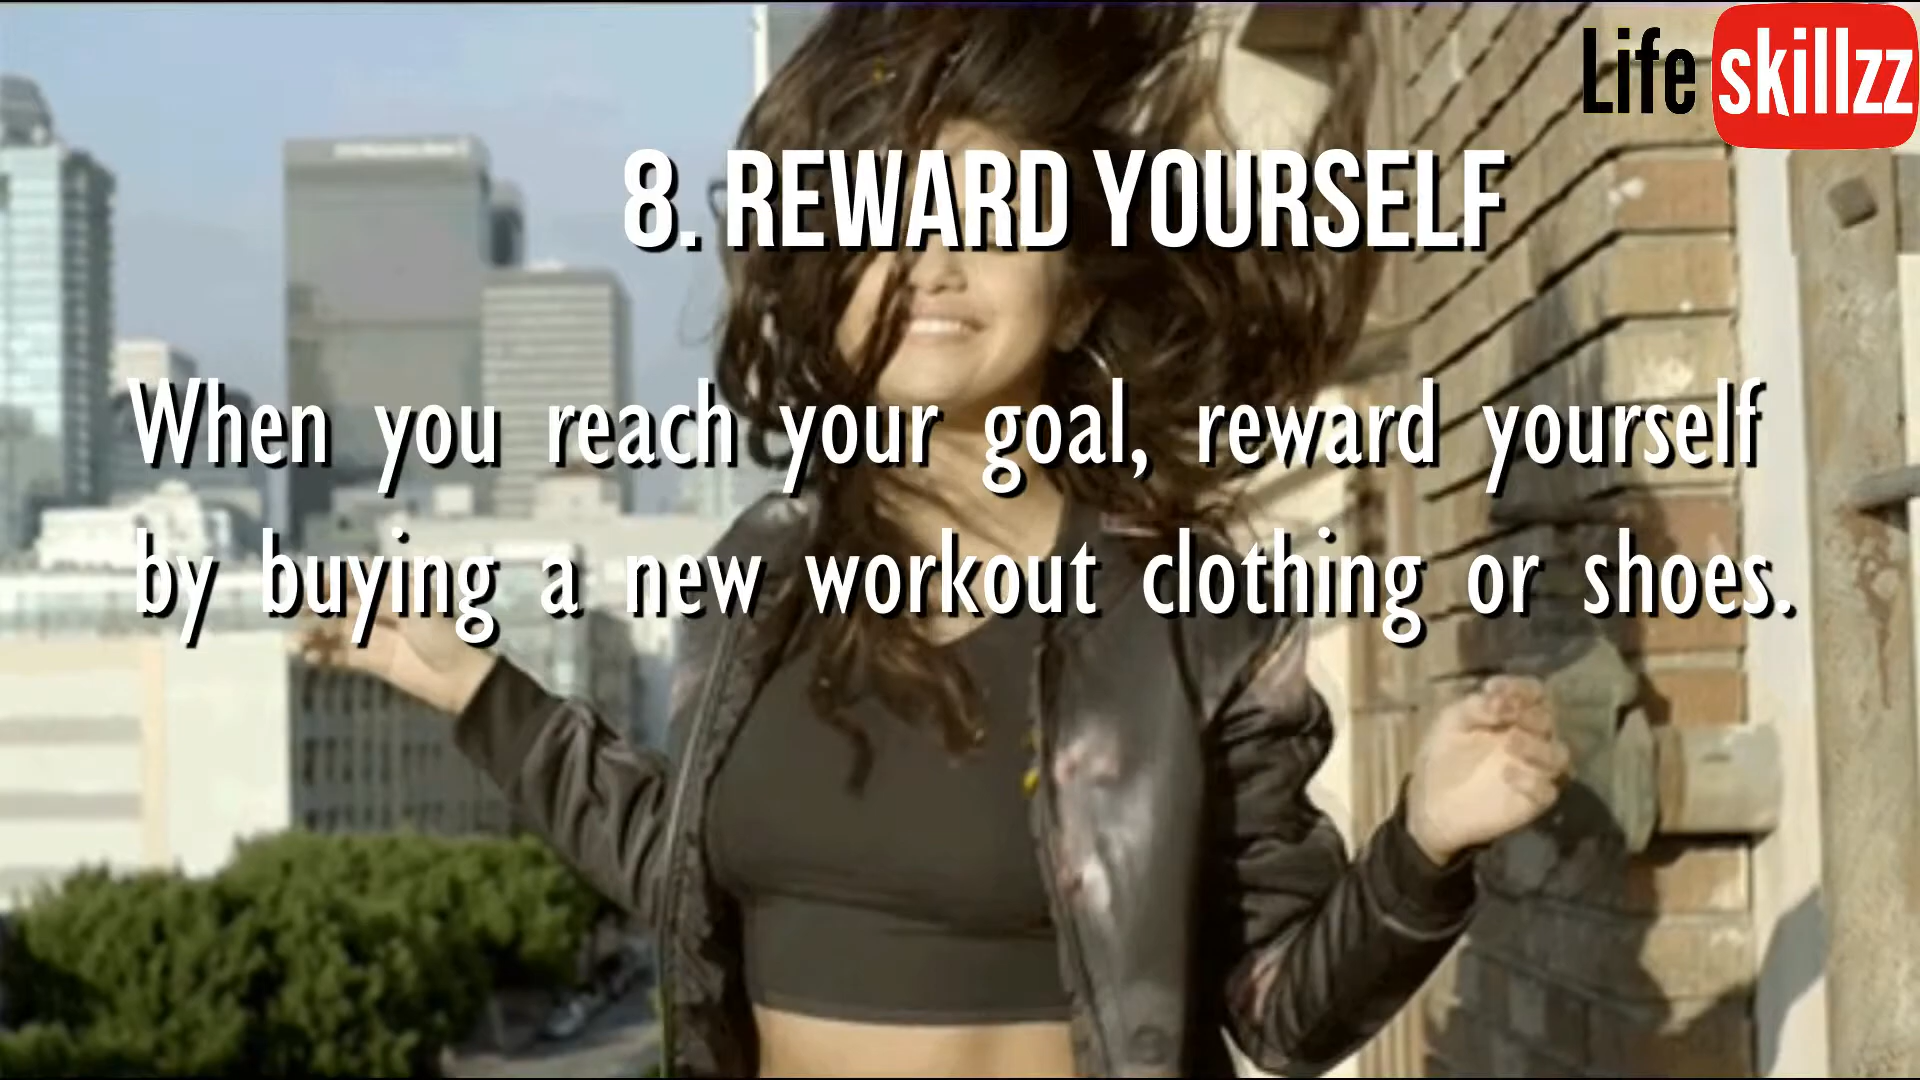 Life skillzz
8. REWARD YOURSELF
When you reach your goal, reward yourself
by buying a new workout clothing or shoes.